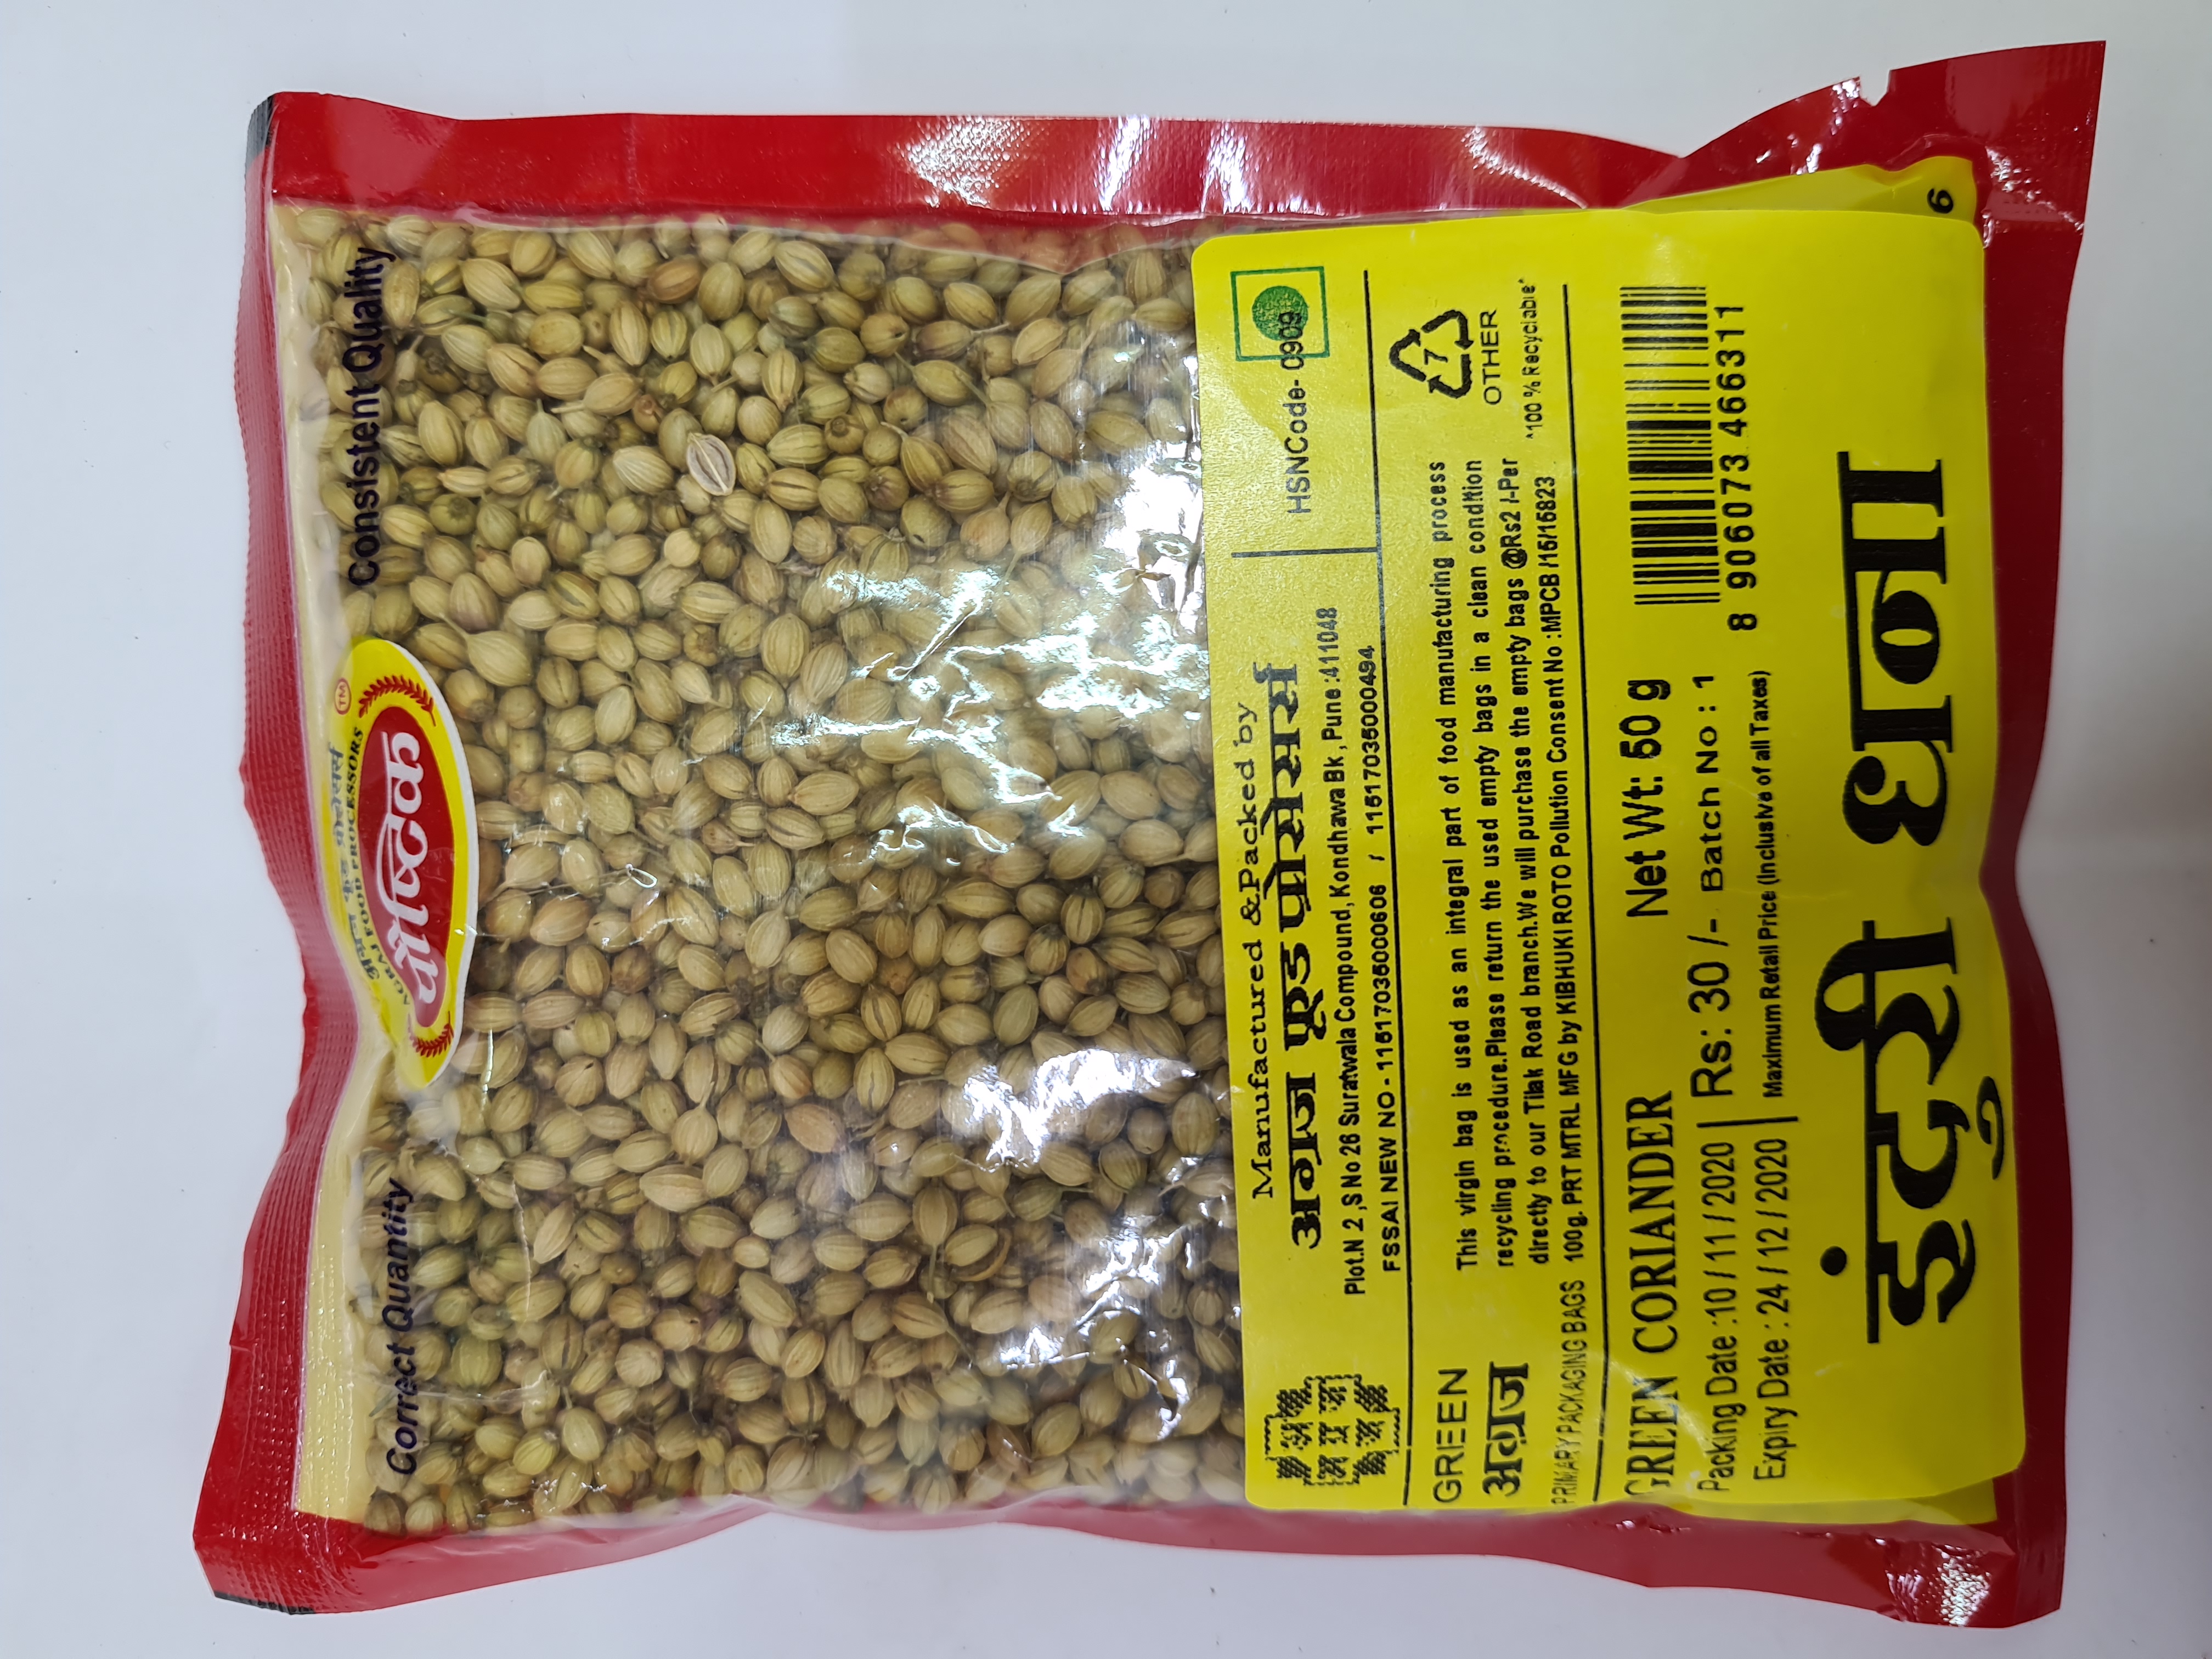 अग्रज फूड प्रोसेसर्स TM
AGRAJ FOOD PROCESSORS
पौष्टिक
Correct Quantity
Consistent Quality
Manufactured &Packed by
अग्रज फूड प्रोसेसर्स
Plot.N 2 ,S No 26 Suratwala Compound, Kondhawa Bk , Pune :411048
FSSAI NEW NO - 11517035000606 / 11517035000494
HSNCode- 0909
GREEN
अग्रज
PRIMARY PACKAGING BAGS
This virgin bag is used as an integral part of food manufacturing process
recycling procedure.Please return the used empty bags in a clean condition
directly to our Tilak Road branch.We will purchase the empty bags @Rs2 /-Per
100g. PRT MTRL MFG by KIBHUKI ROTO Pollution Consent No :MPCB /15/15823
7
OTHER
*100 % Recyclable*
GREEN CORIANDER
Net Wt: 50 g
Packing Date :10 / 11 / 2020
Rs: 30 /- Batch No : 1
Expiry Date : 24 / 12 / 2020
Maximum Retail Price (Inclusive of all Taxes)
8 906073 466311
इंदुरी धना
6